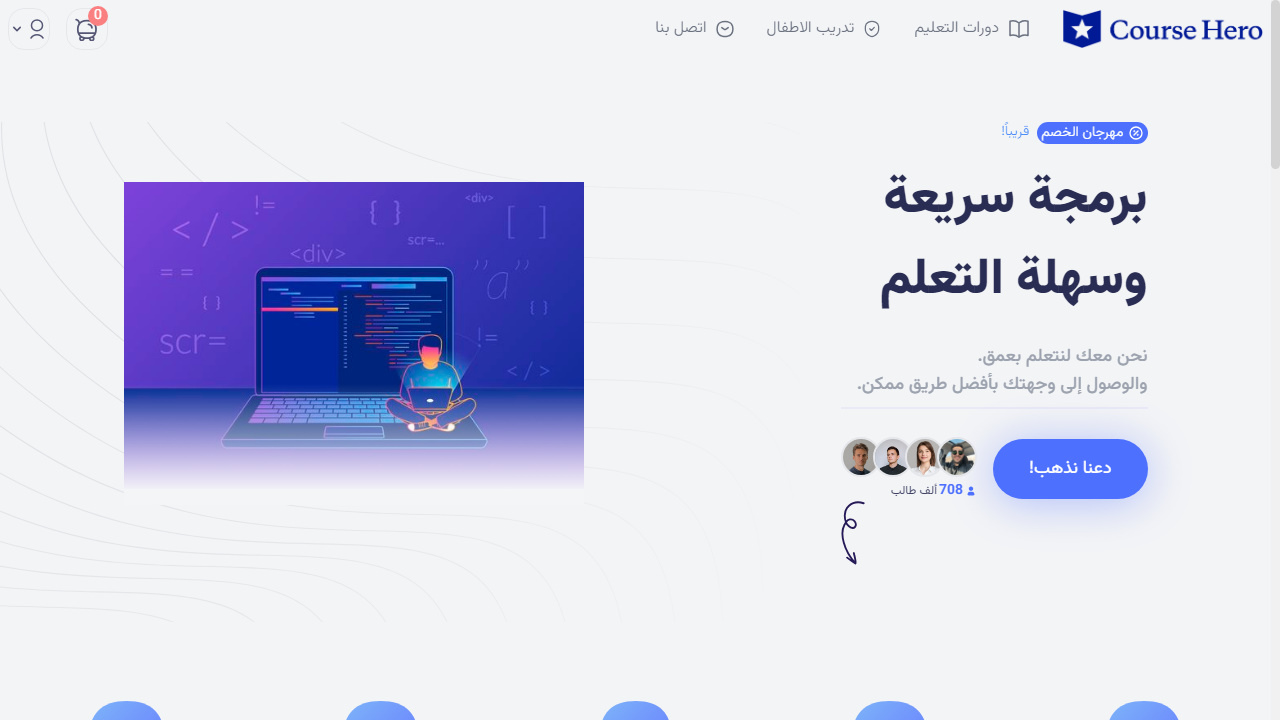 Course Hero
دورات التعليم
تدريب الاطفال
اتصل بنا
0
مهرجان الخصم
قريباً!
برمجة سريعة
وسهلة التعلم
نحن معك لنتعلم بعمق.
والوصول إلى وجهتك بأفضل طريق ممكن.
دعنا نذهب!
708 ألف طالب
</ >
!=
{ }
<div>
[ ]
scr=...
<div>
= =
,, a ,,
{ }
{ }
scr=
!=
</ >